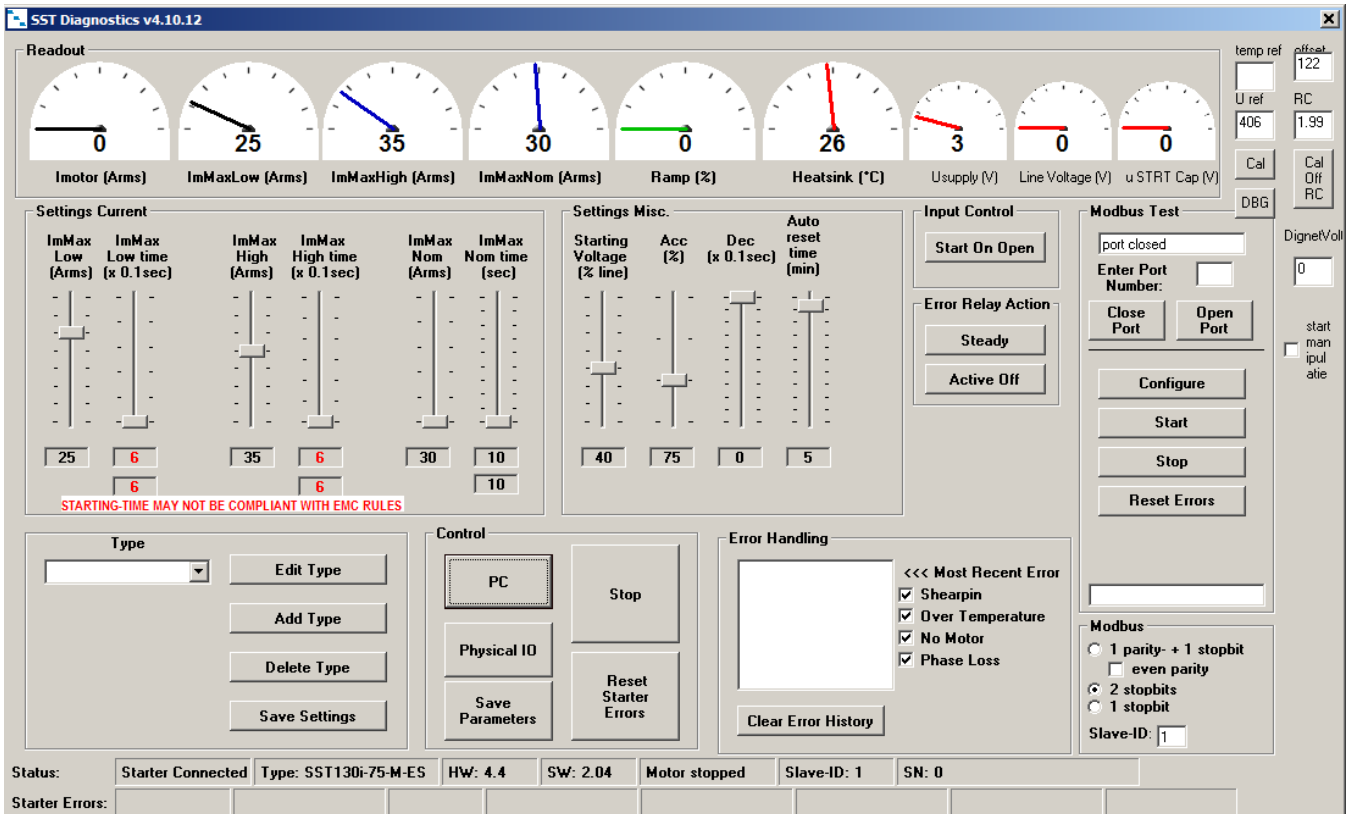 SST Diagnostics v4.10.12
Readout
0
25
35
30
0
26
3
0
0
Imotor (Arms)
ImMaxLow (Arms)
ImMaxHigh (Arms)
ImMaxNom (Arms)
Ramp (%)
Heatsink (°C)
Usupply (V)
Line Voltage (V)
u STRT Cap (V)
temp ref
offset
122
U ref
RC
406
1.99
Cal
Cal Off RC
DBG
DignetVolt
0
start
man
ipul
atie
Settings Current
ImMax Low (Arms)
ImMax Low time (x 0.1sec)
ImMax High (Arms)
ImMax High time (x 0.1sec)
ImMax Nom (Arms)
ImMax Nom time (sec)
25
6
35
6
30
10
6
6
10
STARTING-TIME MAY NOT BE COMPLIANT WITH EMC RULES
Settings Misc.
Starting Voltage (% line)
Acc (%)
Dec (x 0.1sec)
Auto reset time (min)
40
75
0
5
Input Control
Start On Open
Error Relay Action
Steady
Active Off
Modbus Test
port closed
Enter Port Number:
Close Port
Open Port
Configure
Start
Stop
Reset Errors
Type
Edit Type
Add Type
Delete Type
Save Settings
Control
PC
Physical IO
Save Parameters
Stop
Reset Starter Errors
Error Handling
<<< Most Recent Error
Shearpin
Over Temperature
No Motor
Phase Loss
Clear Error History
Modbus
1 parity- + 1 stopbit
even parity
2 stopbits
1 stopbit
Slave-ID: 1
Status:
Starter Connected
Type: SST130i-75-M-ES
HW: 4.4
SW: 2.04
Motor stopped
Slave-ID: 1
SN: 0
Starter Errors: